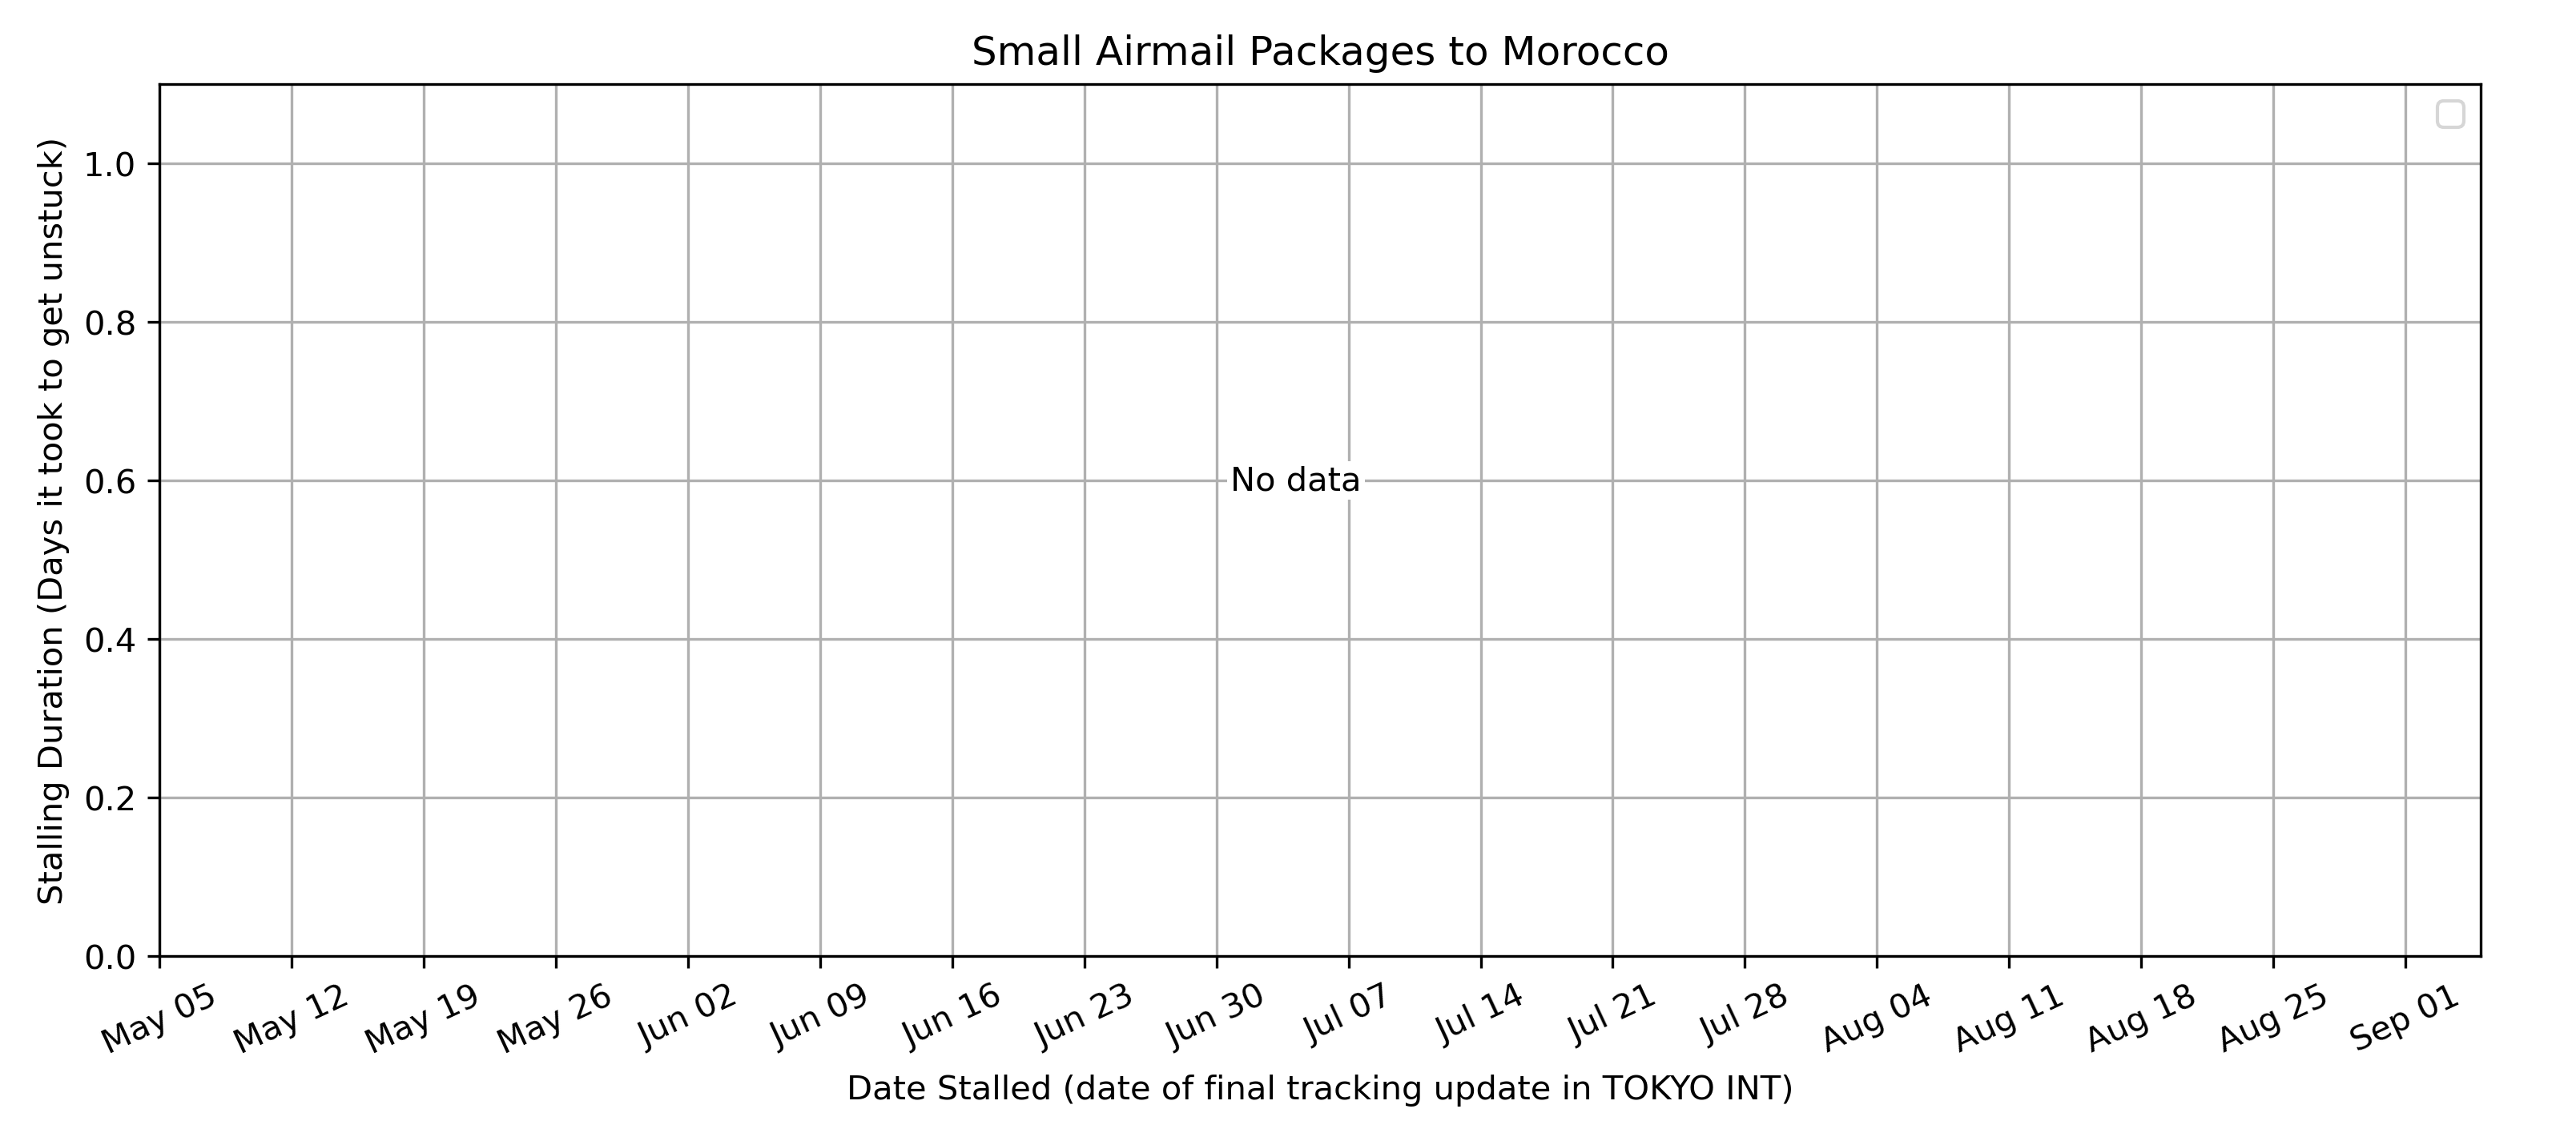 Small Airmail Packages to Morocco
Stalling Duration (Days it took to get unstuck)
1.0
0.8
0.6
0.4
0.2
0.0
No data
May 05
May 12
May 19
May 26
Jun 02
Jun 09
Jun 16
Jun 23
Jun 30
Jul 07
Jul 14
Jul 21
Jul 28
Aug 04
Aug 11
Aug 18
Aug 25
Sep 01
Date Stalled (date of final tracking update in TOKYO INT)